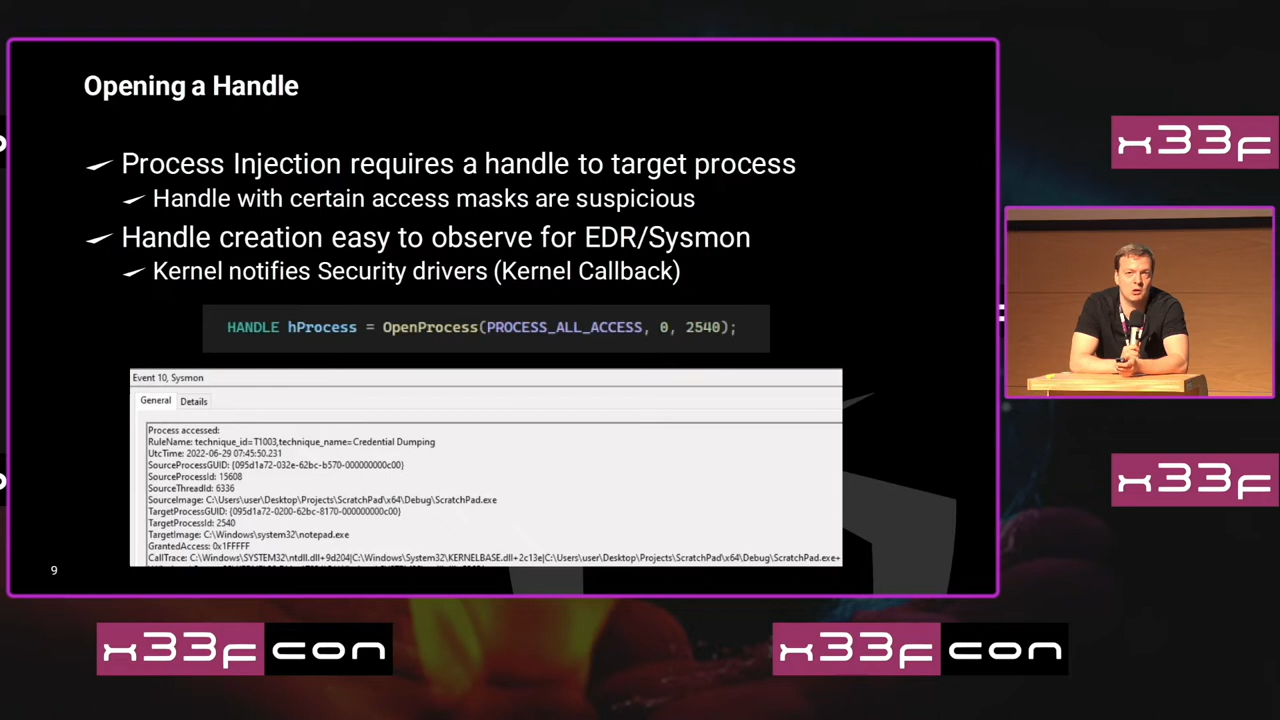 Opening a Handle
Process Injection requires a handle to target process
Handle with certain access masks are suspicious
Handle creation easy to observe for EDR/Sysmon
Kernel notifies Security drivers (Kernel Callback)
HANDLE hProcess = OpenProcess(PROCESS_ALL_ACCESS, 0, 2540);
Event 10, Sysmon
General Details
Process accessed:
RuleName: technique_id=T1003,technique_name=Credential Dumping
UtcTime: 2022-06-29 07:45:50.231
SourceProcessGUID: {095d1a72-032e-62bc-b570-000000000c00}
SourceProcessId: 15608
SourceThreadId: 6336
SourceImage: C:\Users\user\Desktop\Projects\ScratchPad\x64\Debug\ScratchPad.exe
TargetProcessGUID: {095d1a72-0200-62bc-8170-000000000c00}
TargetProcessId: 2540
TargetImage: C:\Windows\system32\notepad.exe
GrantedAccess: 0x1FFFFF
CallTrace: C:\Windows\SYSTEM32\ntdll.dll+9d204|C:\Windows\System32\KERNELBASE.dll+2c13e|C:\Users\user\Desktop\Projects\ScratchPad\x64\Debug\ScratchPad.exe+
9
x33f
x33f
x33fcon
x33fcon